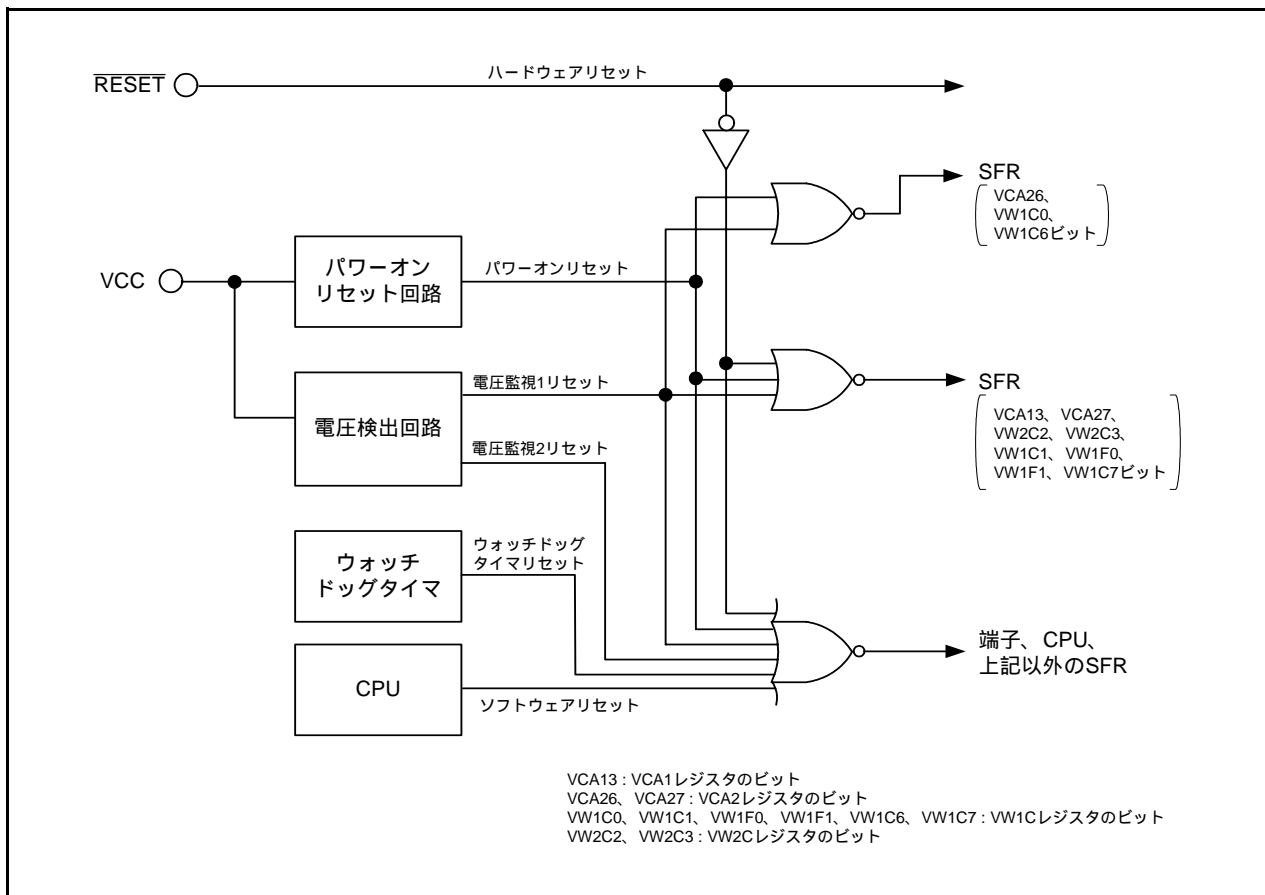 RESET
ハードウェアリセット
SFR
VCA26、
VW1C0、
VW1C6ビット
VCC
パワーオン
リセット回路
パワーオンリセット
電圧検出回路
電圧監視1リセット
電圧監視2リセット
SFR
VCA13、VCA27、
VW2C2、VW2C3、
VW1C1、VW1F0、
VW1F1、VW1C7ビット
ウォッチ
ドッグタイマ
ウォッチドッグ
タイマリセット
CPU
ソフトウェアリセット
端子、CPU、
上記以外のSFR
VCA13 : VCA1レジスタのビット
VCA26、VCA27 : VCA2レジスタのビット
VW1C0、VW1C1、VW1F0、VW1F1、VW1C6、VW1C7 : VW1Cレジスタのビット
VW2C2、VW2C3 : VW2Cレジスタのビット